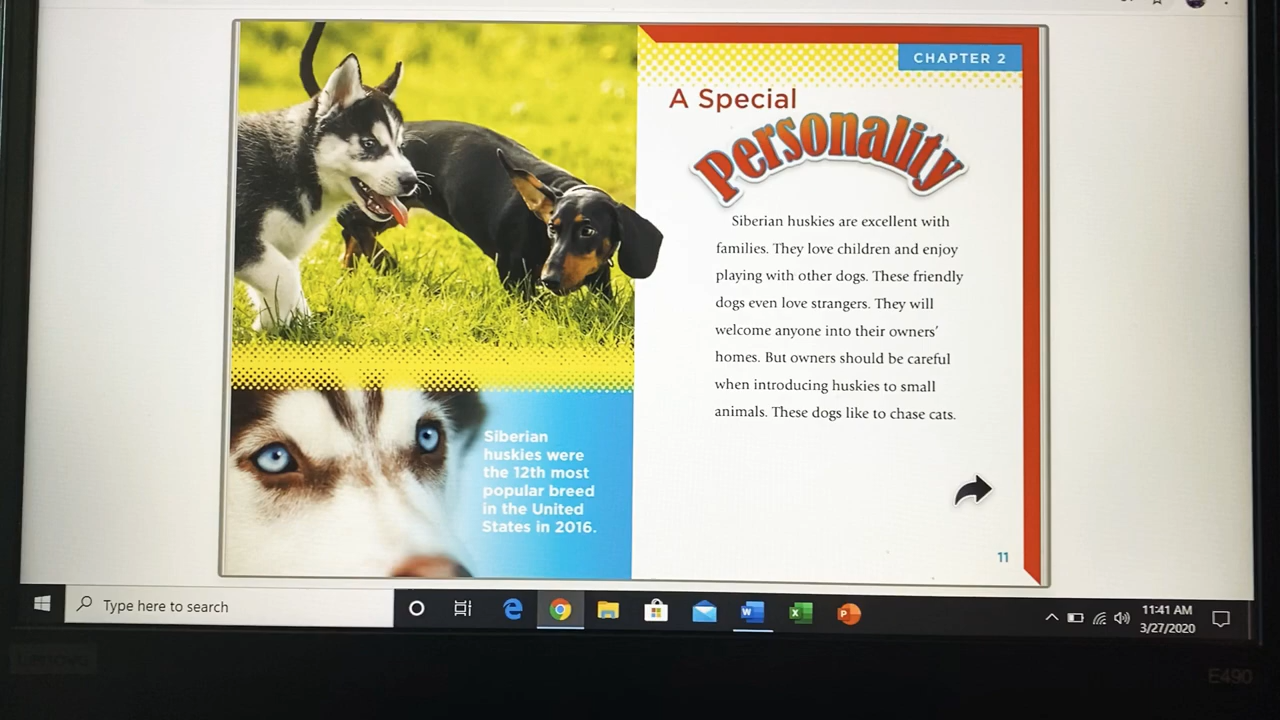 CHAPTER 2
A Special
Personality
Siberian huskies are excellent with
families. They love children and enjoy
playing with other dogs. These friendly
dogs even love strangers. They will
welcome anyone into their owners'
homes. But owners should be careful
when introducing huskies to small
animals. These dogs like to chase cats.
Siberian
huskies were
the 12th most
popular breed
in the United
States in 2016.
11
Type here to search
11:41 AM
3/27/2020
Lenovo
E490